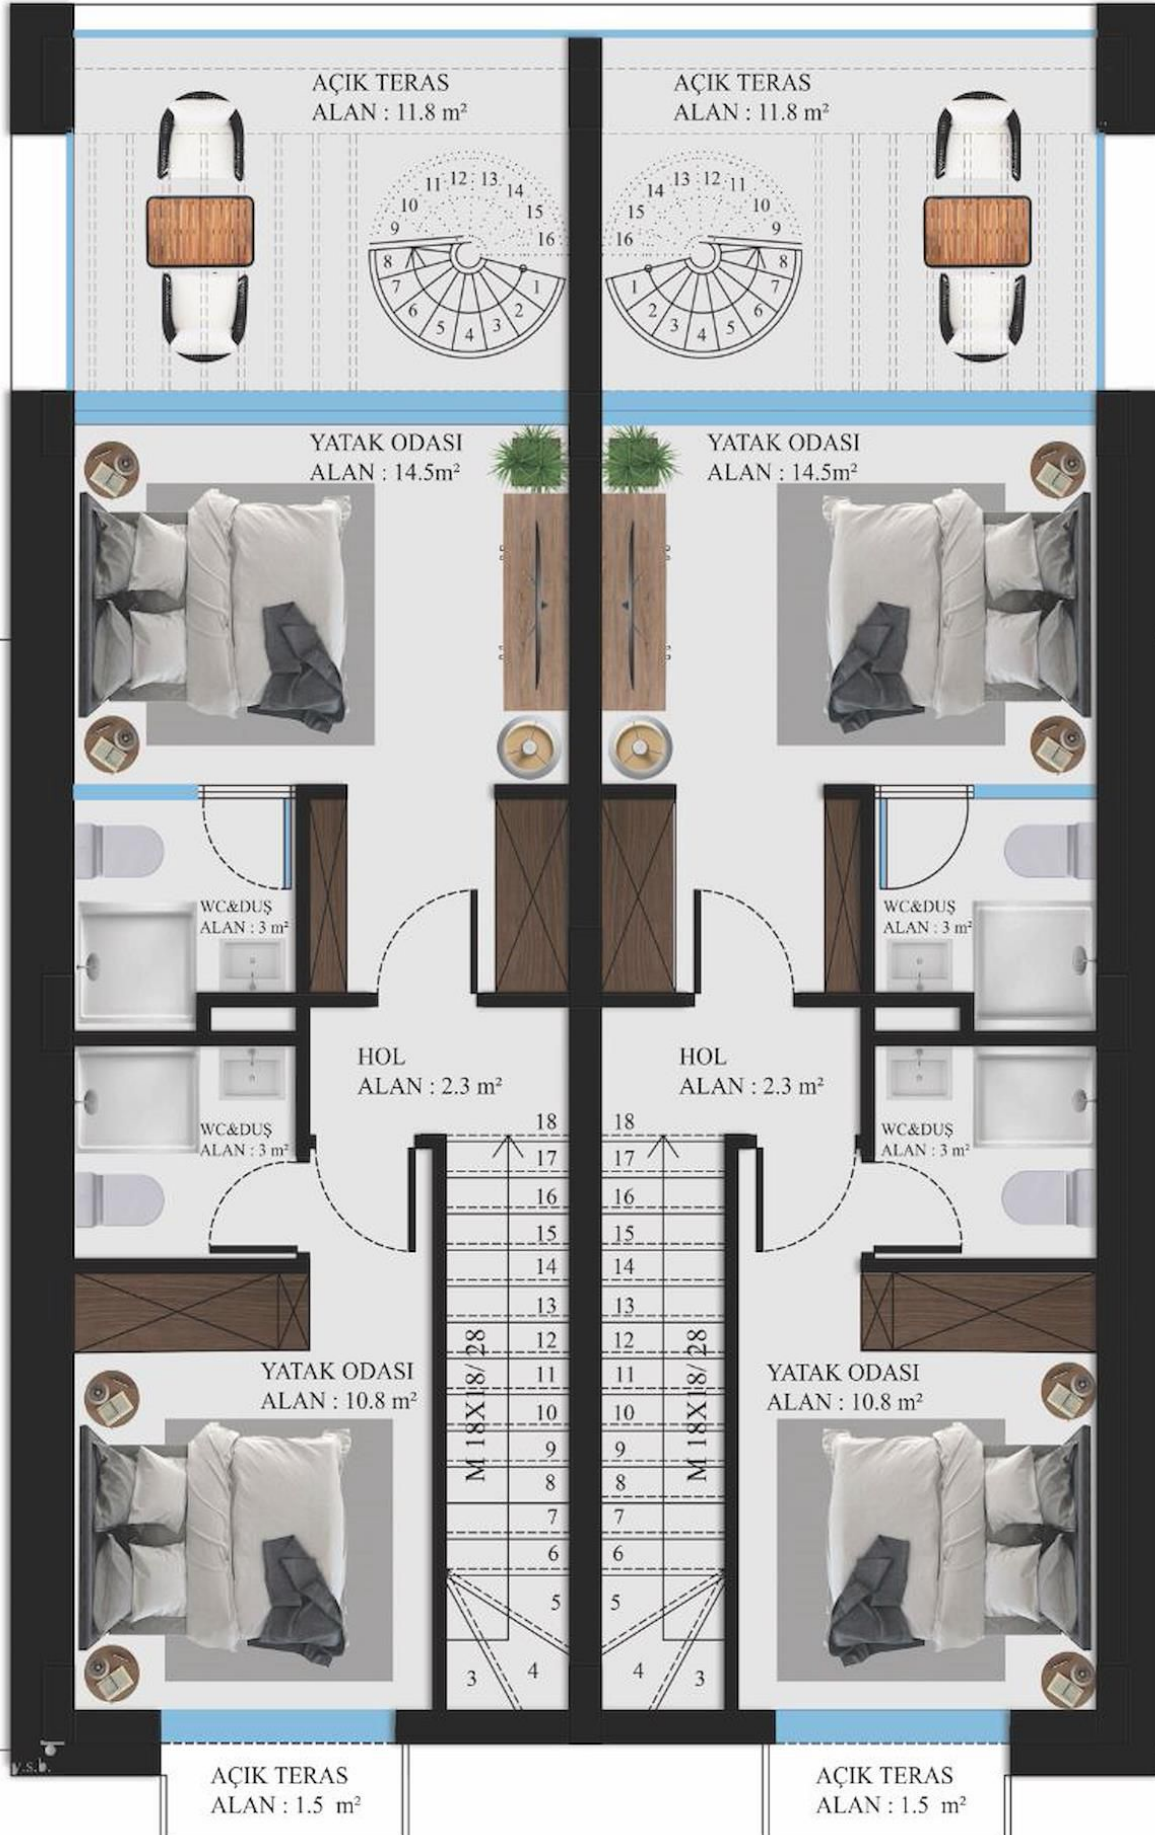 AÇIK TERAS
ALAN : 11.8 m²
AÇIK TERAS
ALAN : 11.8 m²
9
10
11
12
13
14
15
16
8
7
6
5
4
3
2
1
16
15
14
13
12
11
10
9
1
2
3
4
5
6
7
8
YATAK ODASI
ALAN : 14.5m²
YATAK ODASI
ALAN : 14.5m²
WC&DUŞ
ALAN : 3 m²
WC&DUŞ
ALAN : 3 m²
HOL
ALAN : 2.3 m²
HOL
ALAN : 2.3 m²
WC&DUŞ
ALAN : 3 m²
WC&DUŞ
ALAN : 3 m²
18 18
17 17
16 16
15 15
14 14
13 13
12 12
11 11
10 10
9 9
8 8
7 7
6 6
5 5
3 4 4 3
M 18X18/ 28
M 18X18/ 28
YATAK ODASI
ALAN : 10.8 m²
YATAK ODASI
ALAN : 10.8 m²
y.s.b.
AÇIK TERAS
ALAN : 1.5 m²
AÇIK TERAS
ALAN : 1.5 m²